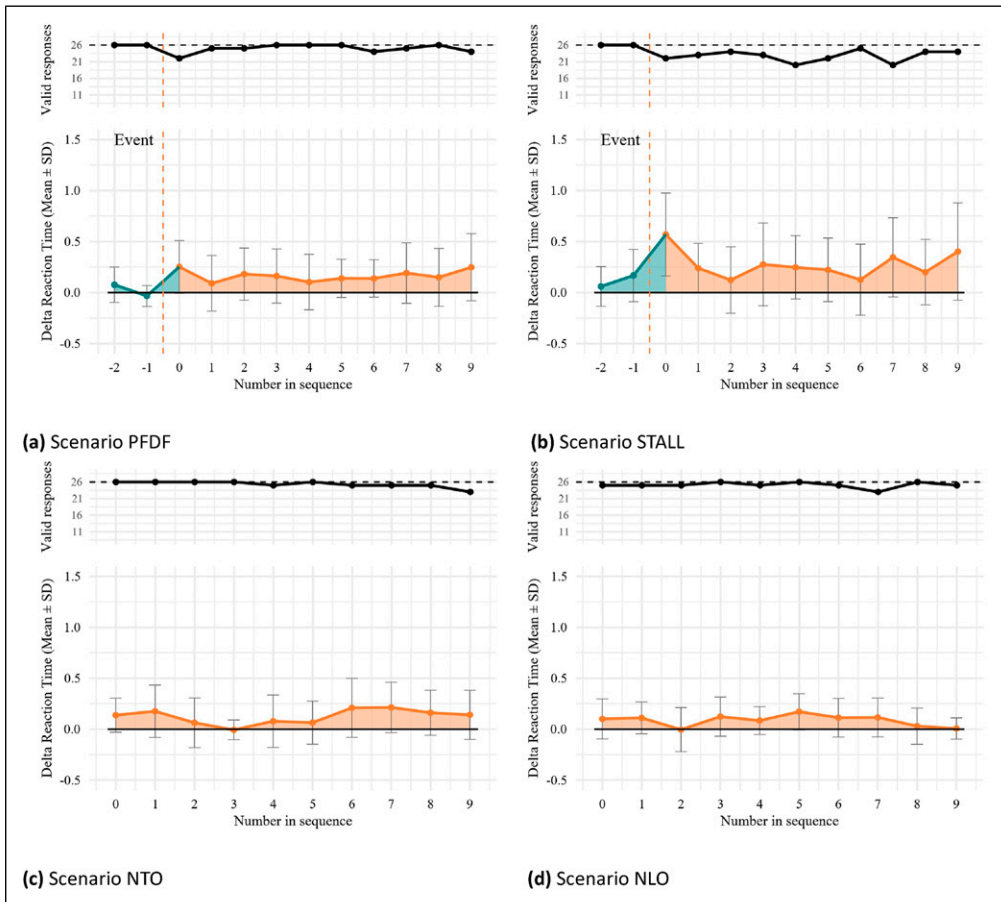 Valid responses
26
21
16
11
Event
Delta Reaction Time (Mean ± SD)
1.5
1.0
0.5
0.0
-0.5
-2 -1 0 1 2 3 4 5 6 7 8 9
Number in sequence
(a) Scenario PFDF
Valid responses
26
21
16
11
Event
Delta Reaction Time (Mean ± SD)
1.5
1.0
0.5
0.0
-0.5
-2 -1 0 1 2 3 4 5 6 7 8 9
Number in sequence
(b) Scenario STALL
Valid responses
26
21
16
11
Delta Reaction Time (Mean ± SD)
1.5
1.0
0.5
0.0
-0.5
0 1 2 3 4 5 6 7 8 9
Number in sequence
(c) Scenario NTO
Valid responses
26
21
16
11
Delta Reaction Time (Mean ± SD)
1.5
1.0
0.5
0.0
-0.5
0 1 2 3 4 5 6 7 8 9
Number in sequence
(d) Scenario NLO